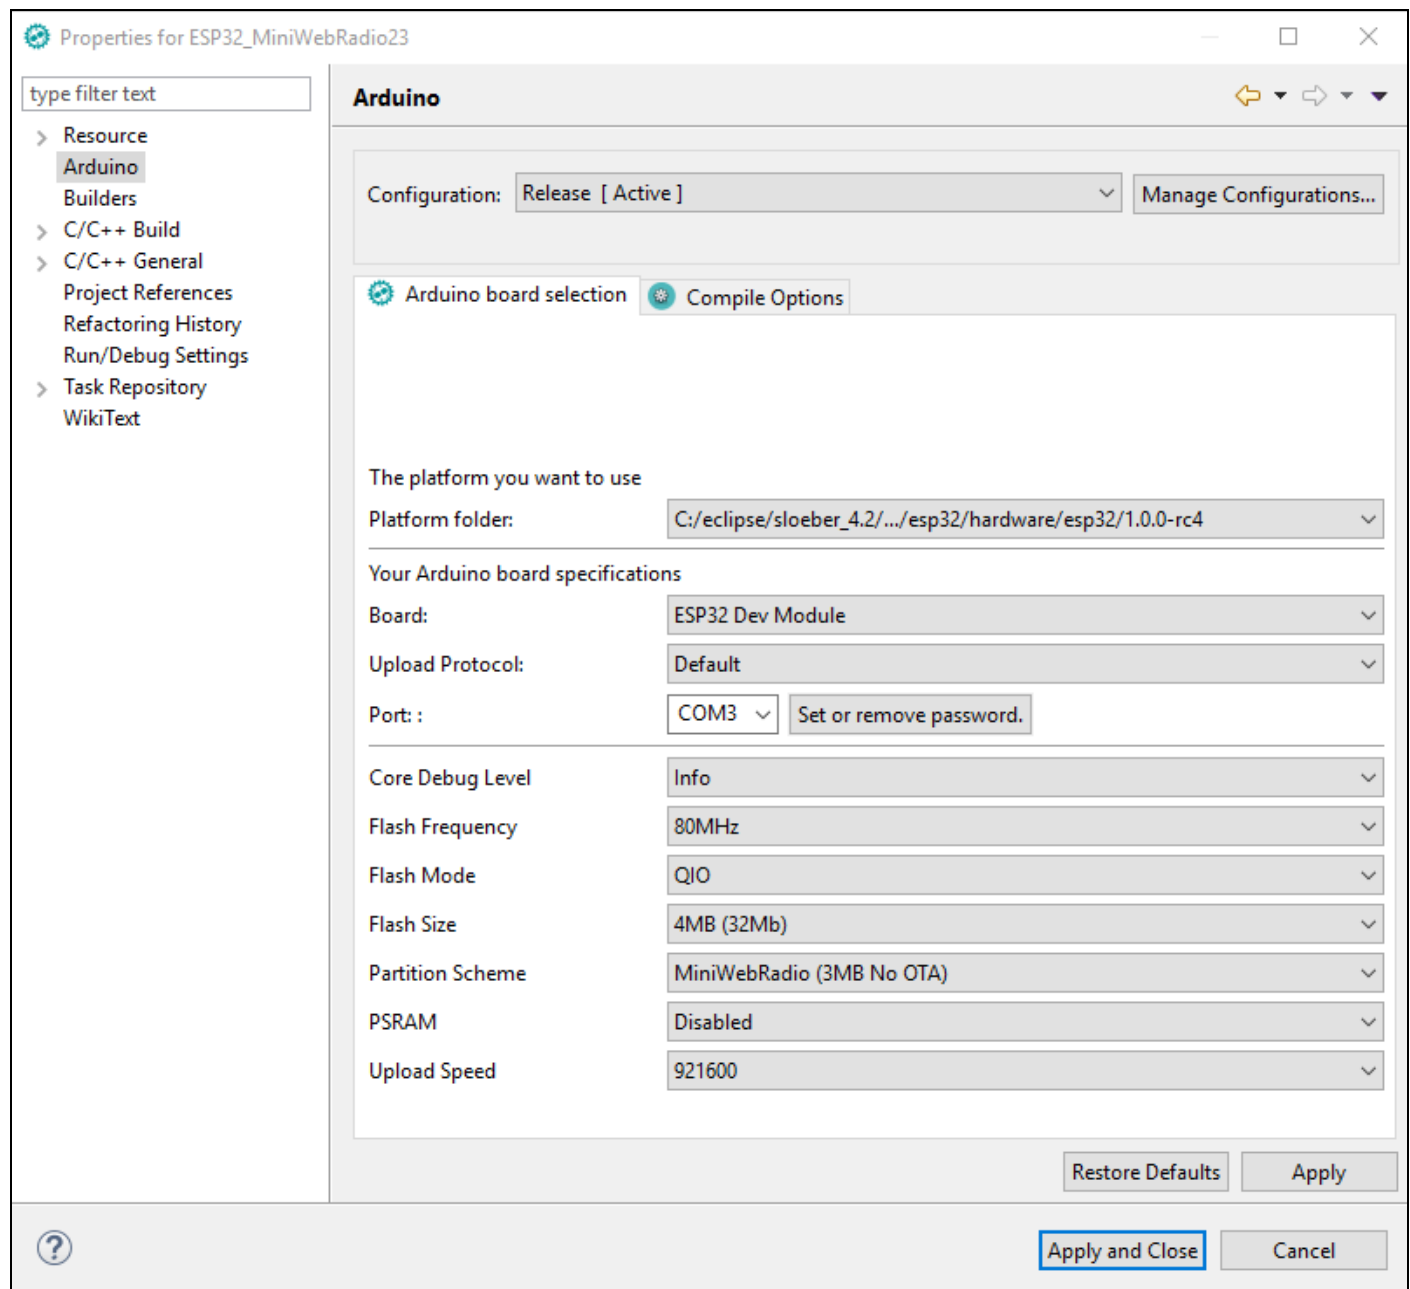 Properties for ESP32_MiniWebRadio23
type filter text
Resource
Arduino
Builders
C/C++ Build
C/C++ General
Project References
Refactoring History
Run/Debug Settings
Task Repository
WikiText
Arduino
Configuration: Release [ Active ] Manage Configurations...
Arduino board selection Compile Options
The platform you want to use
Platform folder: C:/eclipse/sloeber_4.2/.../esp32/hardware/esp32/1.0.0-rc4
Your Arduino board specifications
Board: ESP32 Dev Module
Upload Protocol: Default
Port: : COM3 Set or remove password.
Core Debug Level Info
Flash Frequency 80MHz
Flash Mode QIO
Flash Size 4MB (32Mb)
Partition Scheme MiniWebRadio (3MB No OTA)
PSRAM Disabled
Upload Speed 921600
Restore Defaults Apply
? Apply and Close Cancel